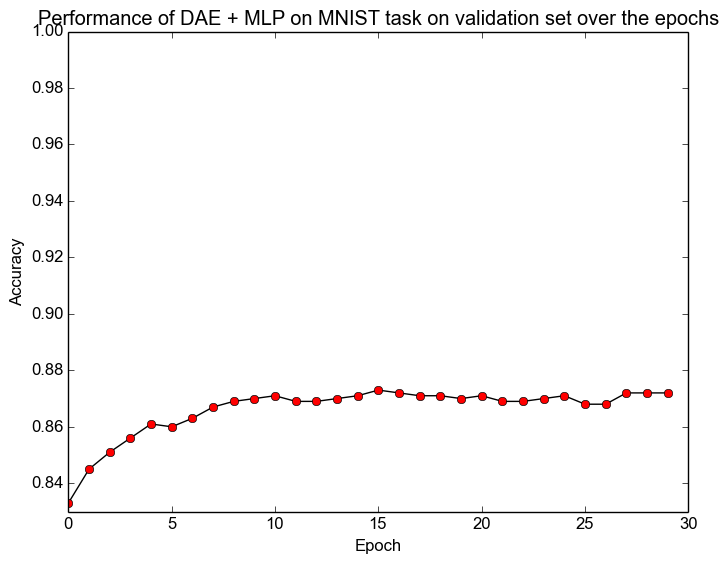 Performance of DAE + MLP on MNIST task on validation set over the epochs
1.00
0.98
0.96
0.94
0.92
0.90
0.88
0.86
0.84
Accuracy
0 5 10 15 20 25 30
Epoch